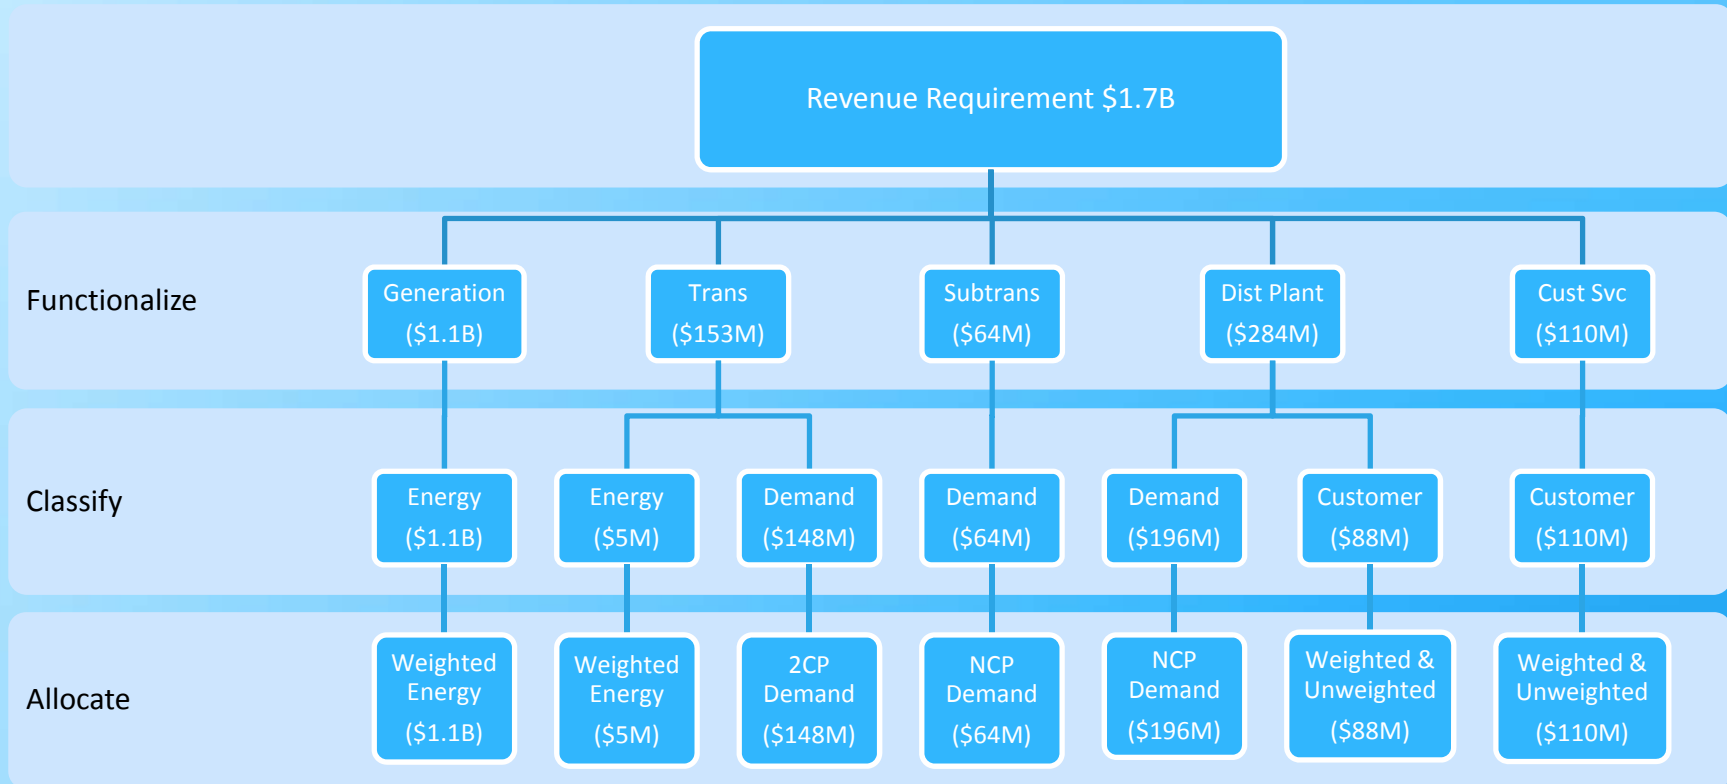 Revenue Requirement $1.7B
Functionalize
Generation
($1.1B)
Trans
($153M)
Subtrans
($64M)
Dist Plant
($284M)
Cust Svc
($110M)
Classify
Energy
($1.1B)
Energy
($5M)
Demand
($148M)
Demand
($64M)
Demand
($196M)
Customer
($88M)
Customer
($110M)
Allocate
Weighted
Energy
($1.1B)
Weighted
Energy
($5M)
2CP
Demand
($148M)
NCP
Demand
($64M)
NCP
Demand
($196M)
Weighted &
Unweighted
($88M)
Weighted &
Unweighted
($110M)